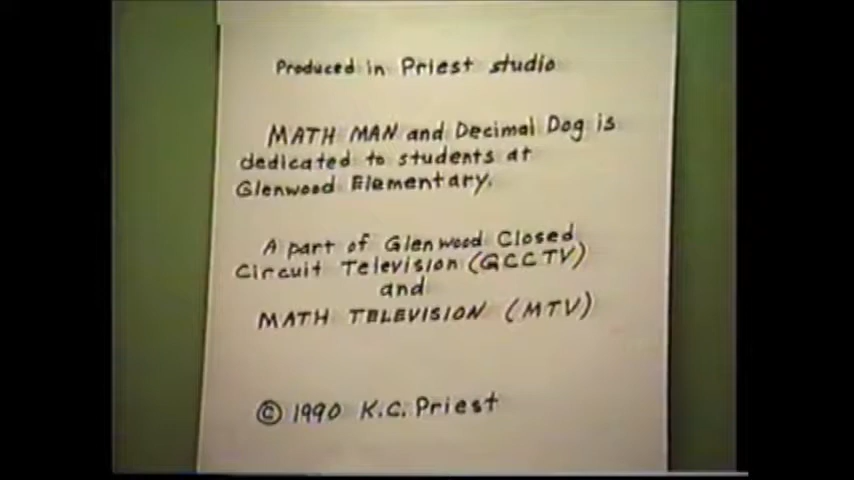 Produced in Priest studio
MATH MAN and Decimal Dog is
dedicated to students at
Glenwood Elementary.
A part of Glenwood Closed
Circuit Television (GCCTV)
and
MATH TELEVISION (MTV)
© 1990 K.C. Priest